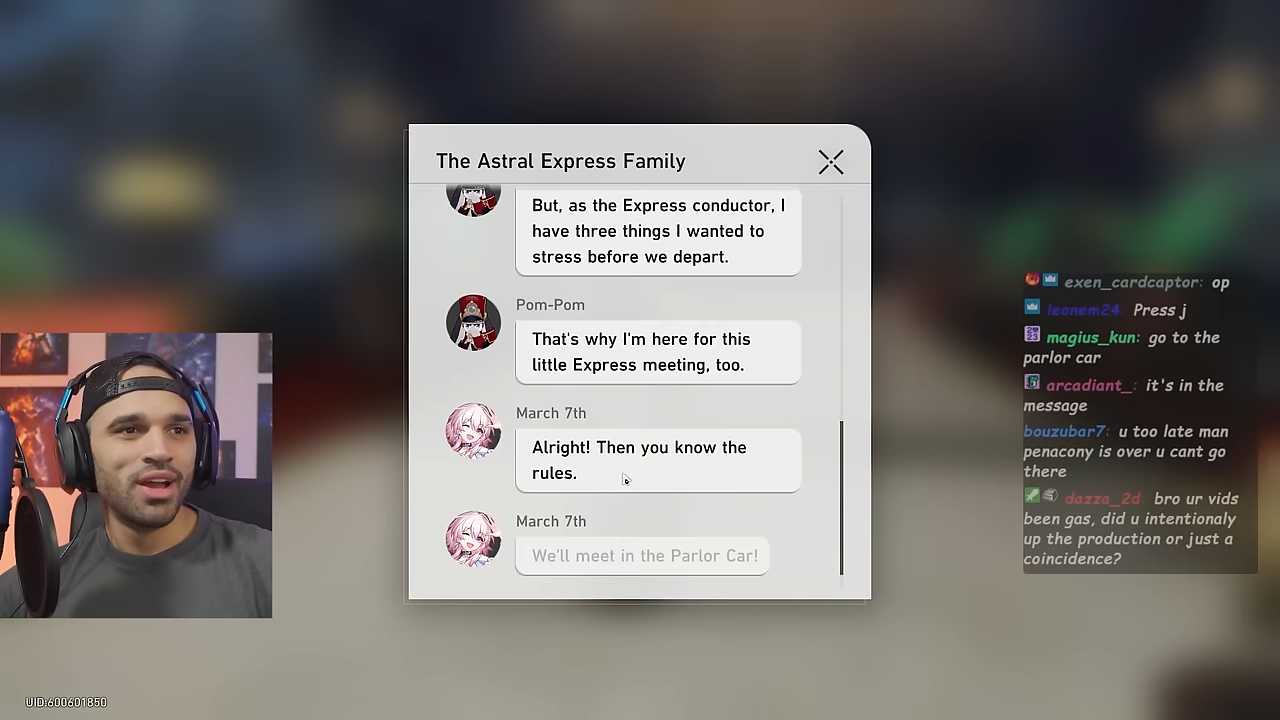 The Astral Express Family
But, as the Express conductor, I
have three things I wanted to
stress before we depart.
Pom-Pom
That's why I'm here for this
little Express meeting, too.
March 7th
Alright! Then you know the
rules.
March 7th
We'll meet in the Parlor Car!
exen_cardcaptor: op
leonem24: Press j
magius_kun: go to the
parlor car
arcadiant_: it's in the
message
bouzubar7: u too late man
penacony is over u cant go
there
dazza_2d: bro ur vids
been gas, did u intentionaly
up the production or just a
coincidence?
UID:600601850